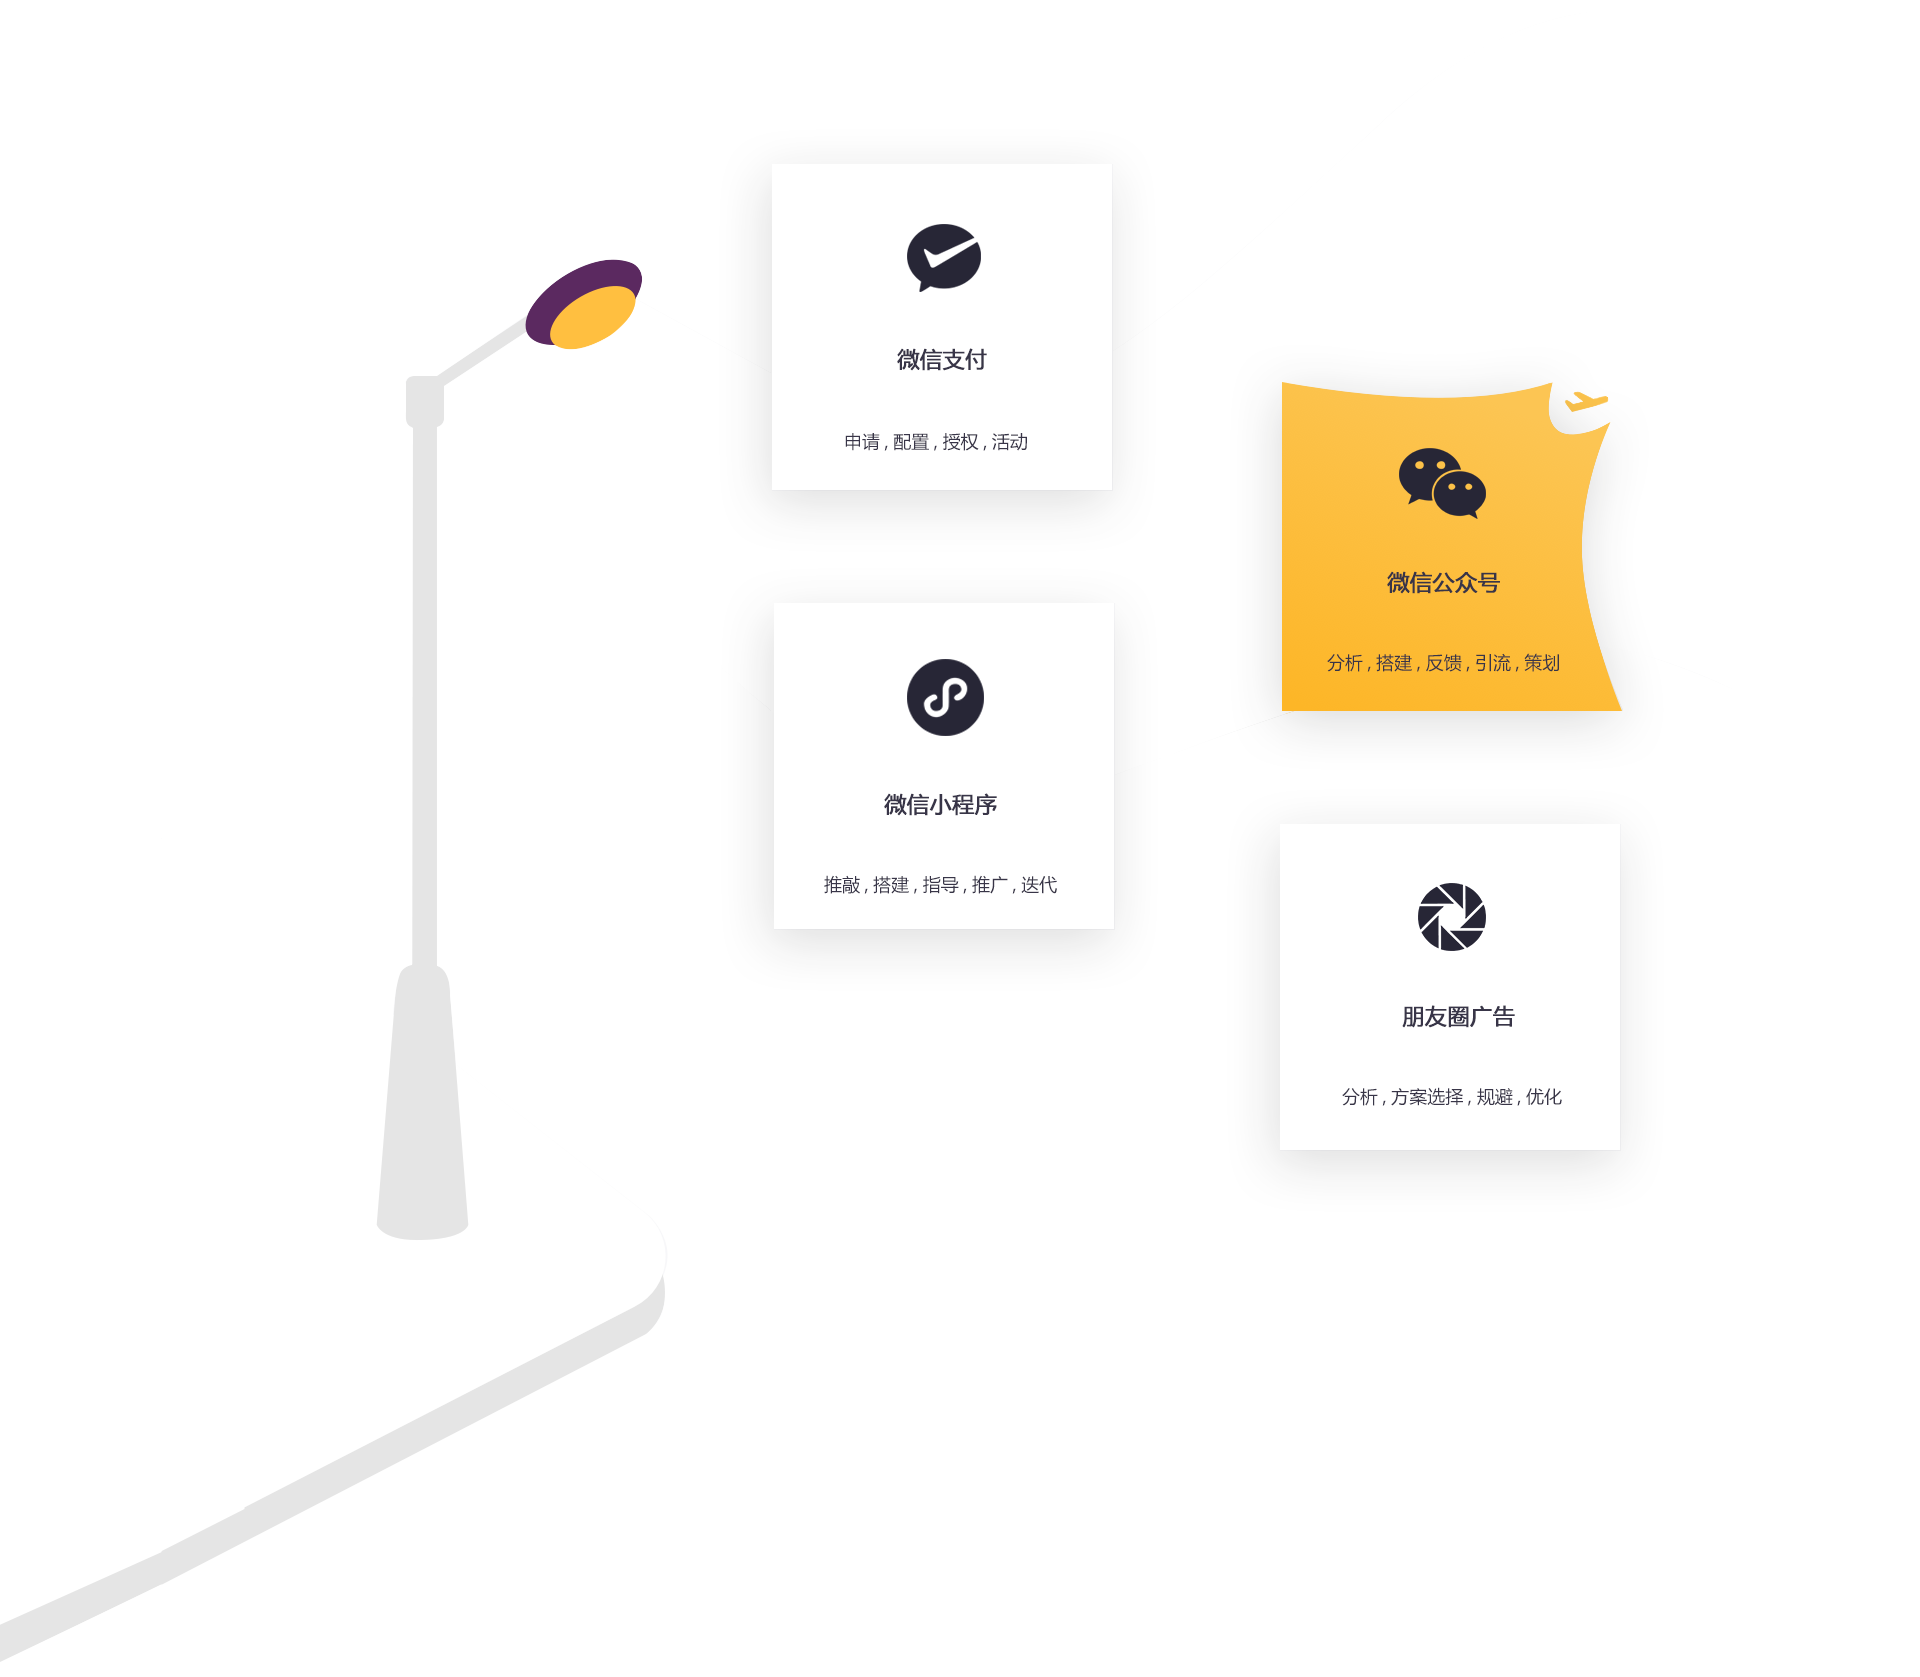 微信支付
申请 , 配置 , 授权 , 活动
微信小程序
推敲 , 搭建 , 指导 , 推广 , 迭代
微信公众号
分析 , 搭建 , 反馈 , 引流 , 策划
朋友圈广告
分析 , 方案选择 , 规避 , 优化